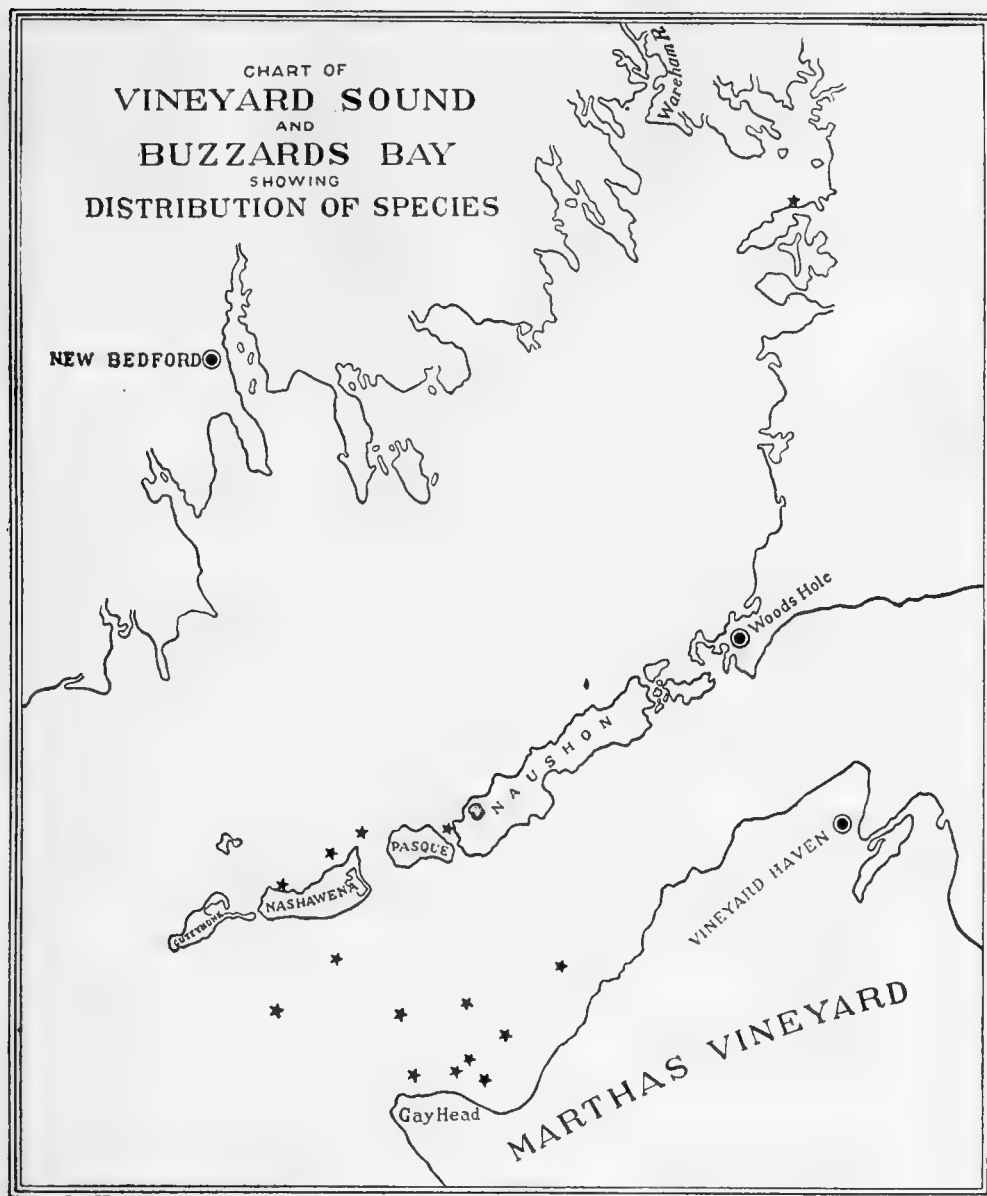 CHART OF
VINEYARD SOUND
AND
BUZZARDS BAY
SHOWING
DISTRIBUTION OF SPECIES
Wareham R.
NEW BEDFORD
Woods Hole
NAUSHON
PASQUE
NASHAWENA
CUTTYHUNK
VINEYARD HAVEN
MARTHAS VINEYARD
Gay Head